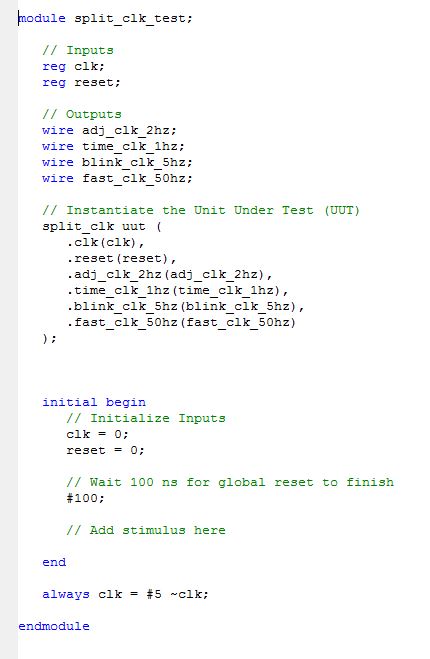 module split_clk_test;
// Inputs
reg clk;
reg reset;
// Outputs
wire adj_clk_2hz;
wire time_clk_1hz;
wire blink_clk_5hz;
wire fast_clk_50hz;
// Instantiate the Unit Under Test (UUT)
split_clk uut (
.clk(clk),
.reset(reset),
.adj_clk_2hz(adj_clk_2hz),
.time_clk_1hz(time_clk_1hz),
.blink_clk_5hz(blink_clk_5hz),
.fast_clk_50hz(fast_clk_50hz)
);
initial begin
// Initialize Inputs
clk = 0;
reset = 0;
// Wait 100 ns for global reset to finish
#100;
// Add stimulus here
end
always clk = #5 ~clk;
endmodule